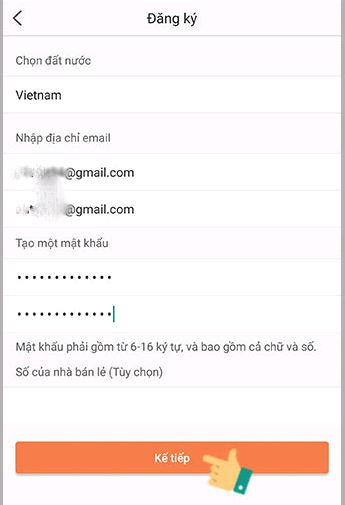 Đăng ký
Chọn đất nước
Vietnam
Nhập địa chỉ email
@gmail.com
@gmail.com
Tạo một mật khẩu
•••••••••••••
•••••••••••••
Mật khẩu phải gồm từ 6-16 ký tự, và bao gồm cả chữ và số.
Số của nhà bán lẻ (Tùy chọn)
Kế tiếp